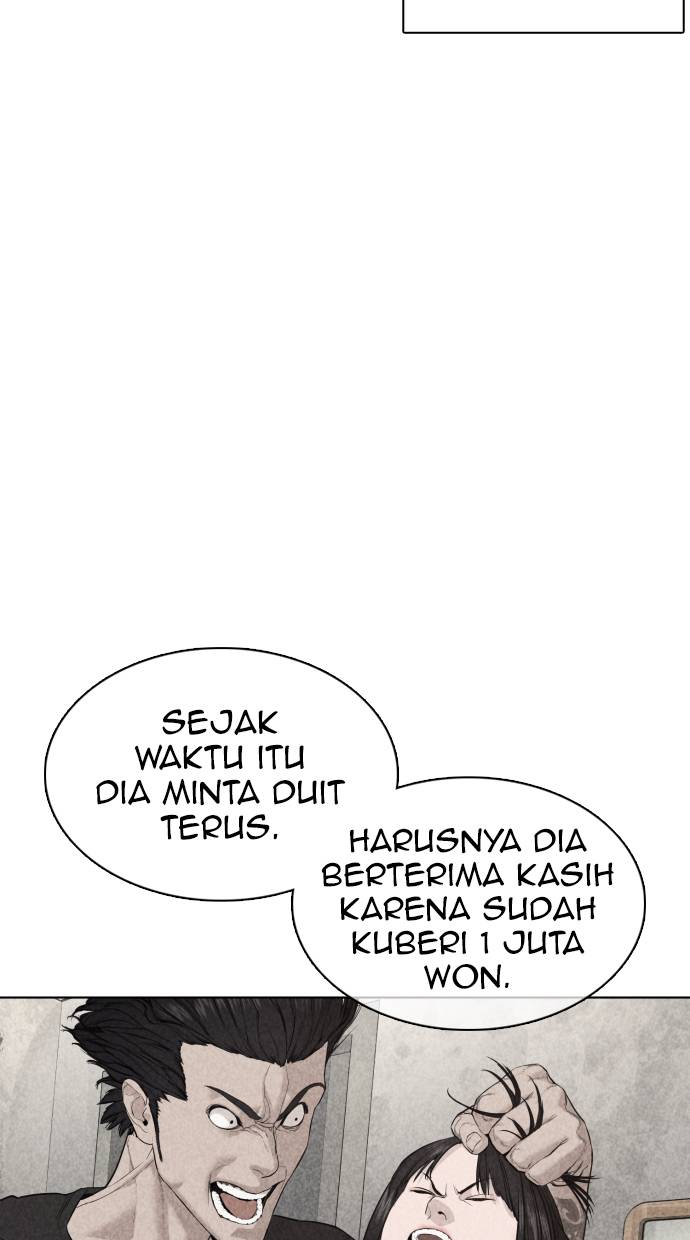 SEJAK
WAKTU ITU
DIA MINTA DUIT
TERUS.
HARUSNYA DIA
BERTERIMA KASIH
KARENA SUDAH
KUBERI 1 JUTA
WON.